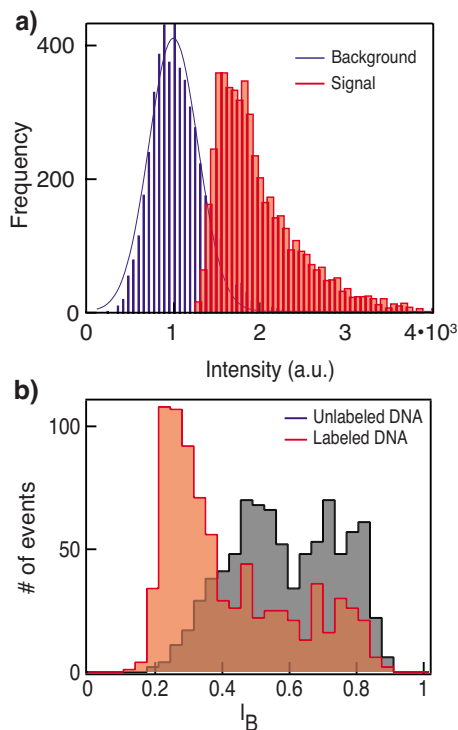 a)
400
200
0
Frequency
Background
Signal
0 1 2 3 4•10³
Intensity (a.u.)
b)
100
50
0
# of events
Unlabeled DNA
Labeled DNA
0.0 0.2 0.4 0.6 0.8 1
I_B